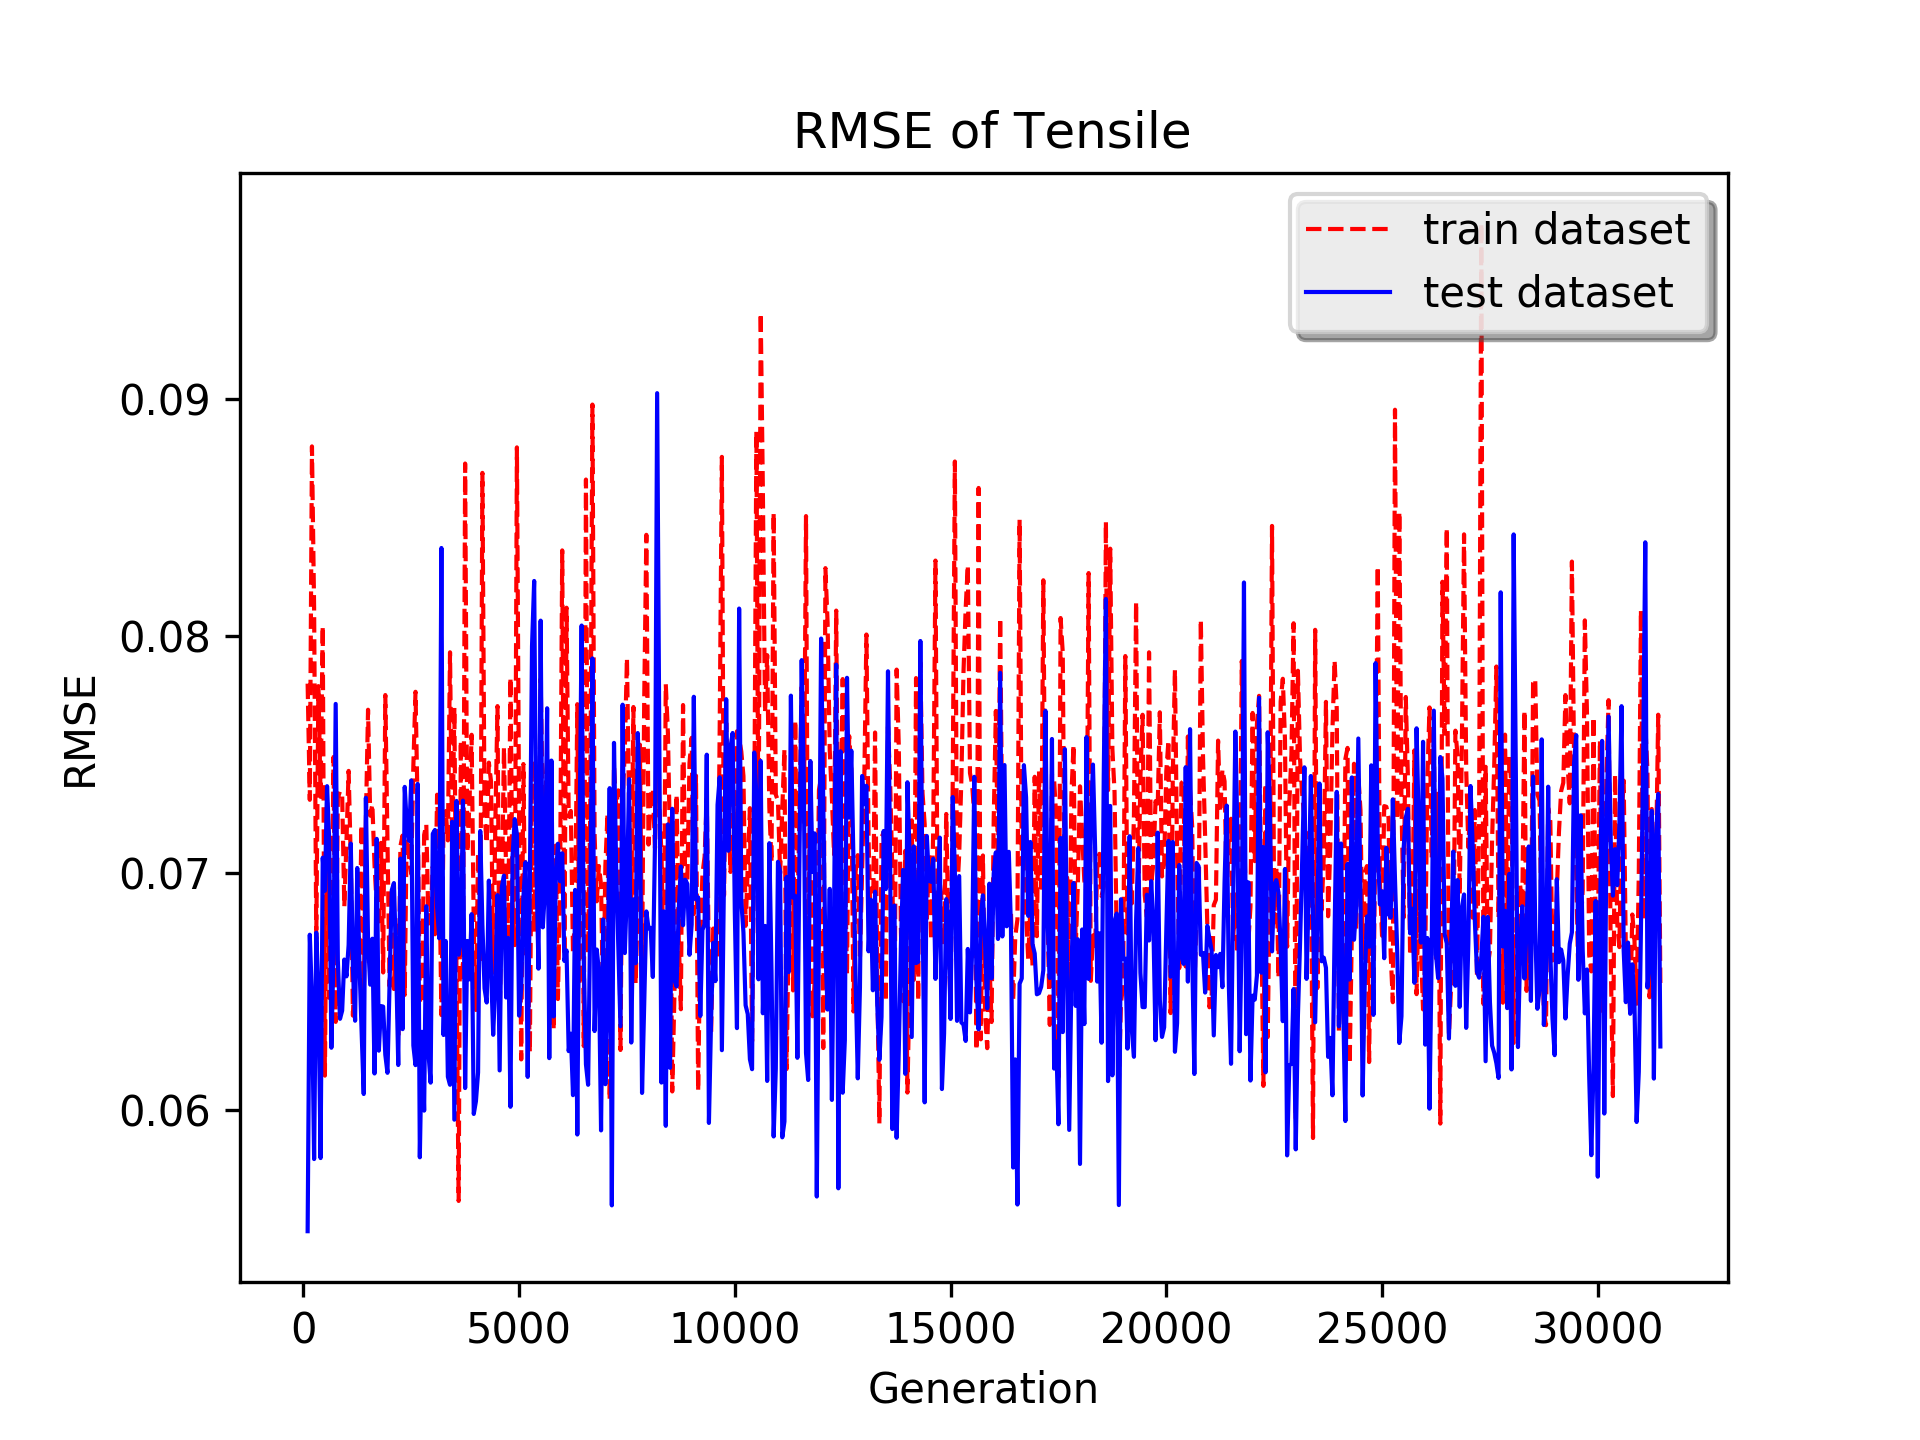 RMSE of Tensile
train dataset
test dataset
RMSE
0.09
0.08
0.07
0.06
0
5000
10000
15000
20000
25000
30000
Generation